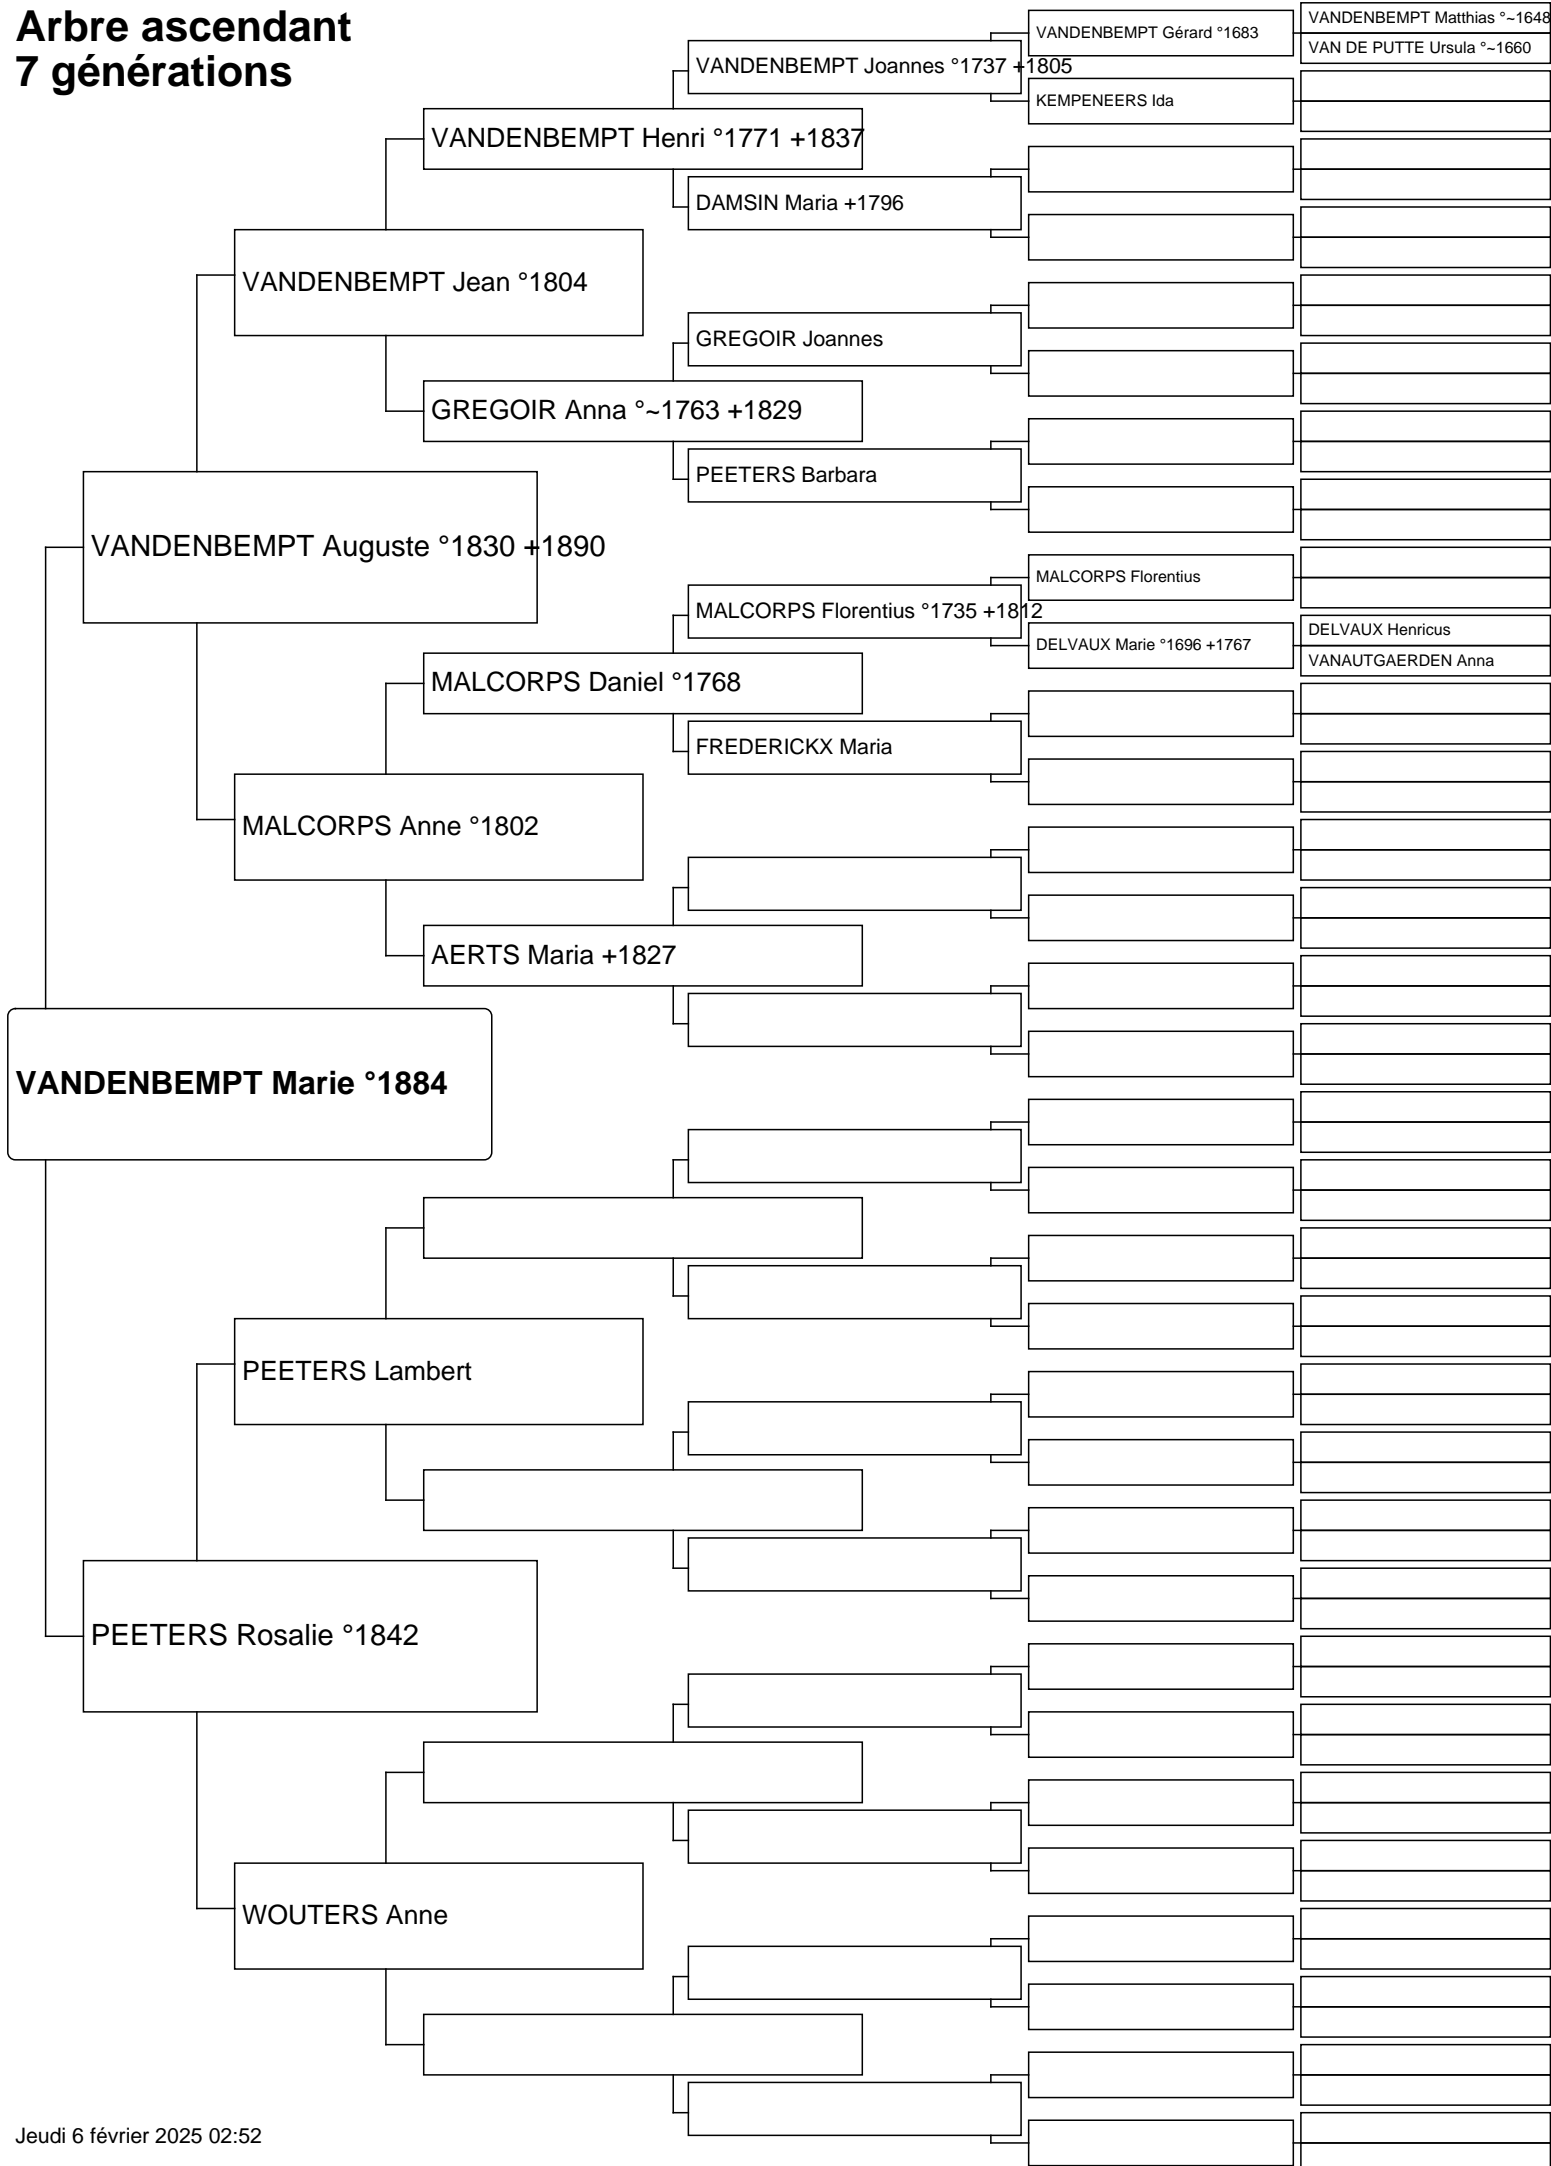 Arbre ascendant
7 générations
VANDENBEMPT Matthias °~1648
VANDENBEMPT Gérard °1683
VAN DE PUTTE Ursula °~1660
VANDENBEMPT Joannes °1737 +1805
KEMPENEERS Ida
VANDENBEMPT Henri °1771 +1837
DAMSIN Maria +1796
VANDENBEMPT Jean °1804
GREGOIR Joannes
GREGOIR Anna °~1763 +1829
PEETERS Barbara
VANDENBEMPT Auguste °1830 +1890
MALCORPS Florentius
MALCORPS Florentius °1735 +1812
DELVAUX Henricus
DELVAUX Marie °1696 +1767
VANAUTGAERDEN Anna
MALCORPS Daniel °1768
FREDERICKX Maria
MALCORPS Anne °1802
AERTS Maria +1827
VANDENBEMPT Marie °1884
PEETERS Lambert
PEETERS Rosalie °1842
WOUTERS Anne
Jeudi 6 février 2025 02:52